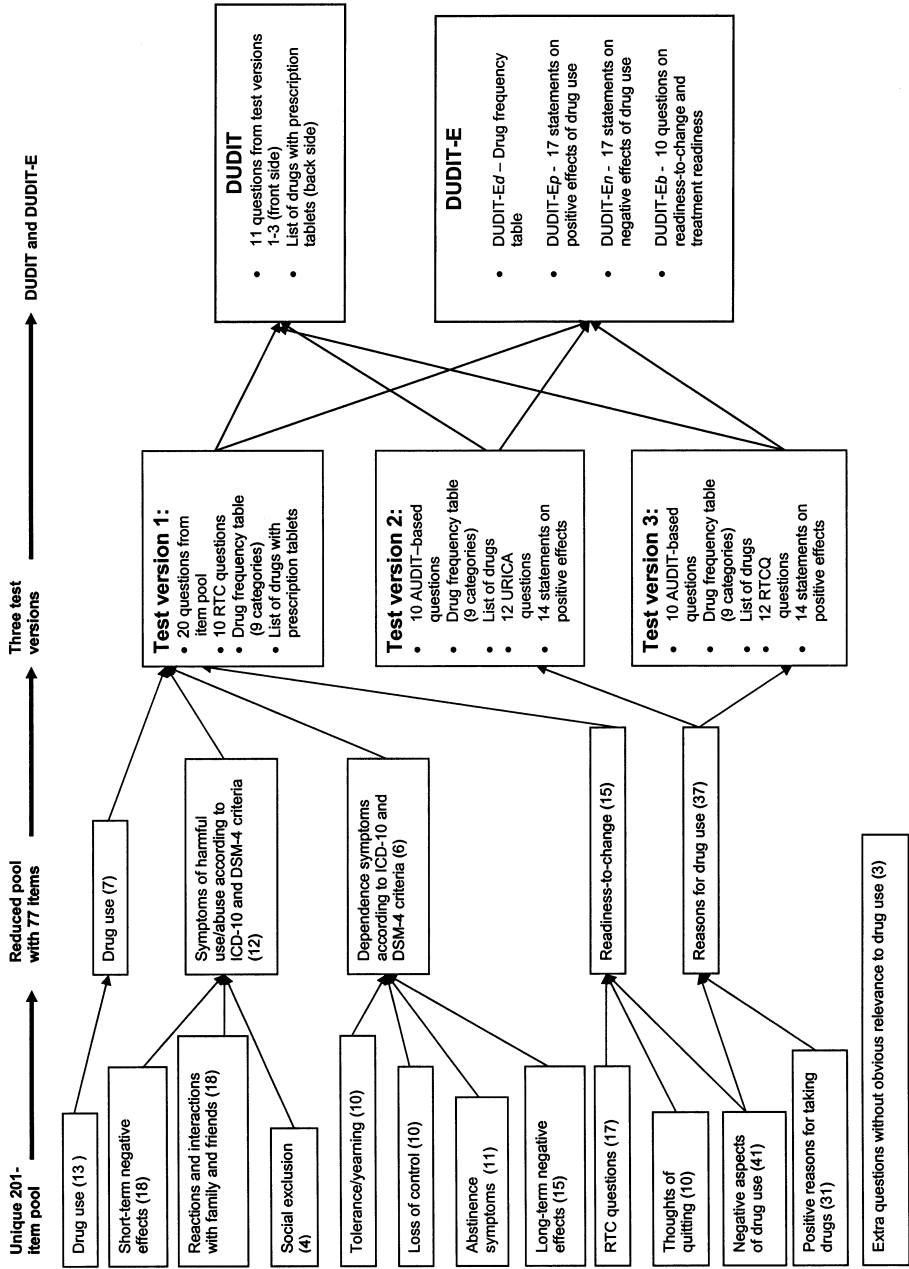 Unique 201-
item pool
Reduced pool
with 77 items
Three test
versions
DUDIT and DUDIT-E
Drug use (13 )
Short-term negative
effects (18)
Reactions and interactions
with family and friends (18)
Social exclusion
(4)
Tolerance/yearning (10)
Loss of control (10)
Abstinence
symptoms (11)
Long-term negative
effects (15)
RTC questions (17)
Thoughts of
quitting (10)
Negative aspects
of drug use (41)
Positive reasons for taking
drugs (31)
Extra questions without obvious relevance to drug use (3)
Drug use (7)
Symptoms of harmful
use/abuse according to
ICD-10 and DSM-4 criteria
(12)
Dependence symptoms
according to ICD-10 and
DSM-4 criteria (6)
Readiness-to-change (15)
Reasons for drug use (37)
Test version 1:
• 20 questions from
item pool
• 10 RTC questions
• Drug frequency table
(9 categories)
• List of drugs with
prescription tablets
Test version 2:
• 10 AUDIT–based
questions
• Drug frequency table
(9 categories)
• List of drugs
• 12 URICA
questions
• 14 statements on
positive effects
Test version 3:
• 10 AUDIT-based
questions
• Drug frequency table
(9 categories)
• List of drugs
• 12 RTCQ
questions
• 14 statements on
positive effects
DUDIT
• 11 questions from test versions
1-3 (front side)
• List of drugs with prescription
tablets (back side)
DUDIT-E
• DUDIT-Ed – Drug frequency
table
• DUDIT-Ep - 17 statements on
positive effects of drug use
• DUDIT-En - 17 statements on
negative effects of drug use
• DUDIT-Eb - 10 questions on
readiness-to-change and
treatment readiness